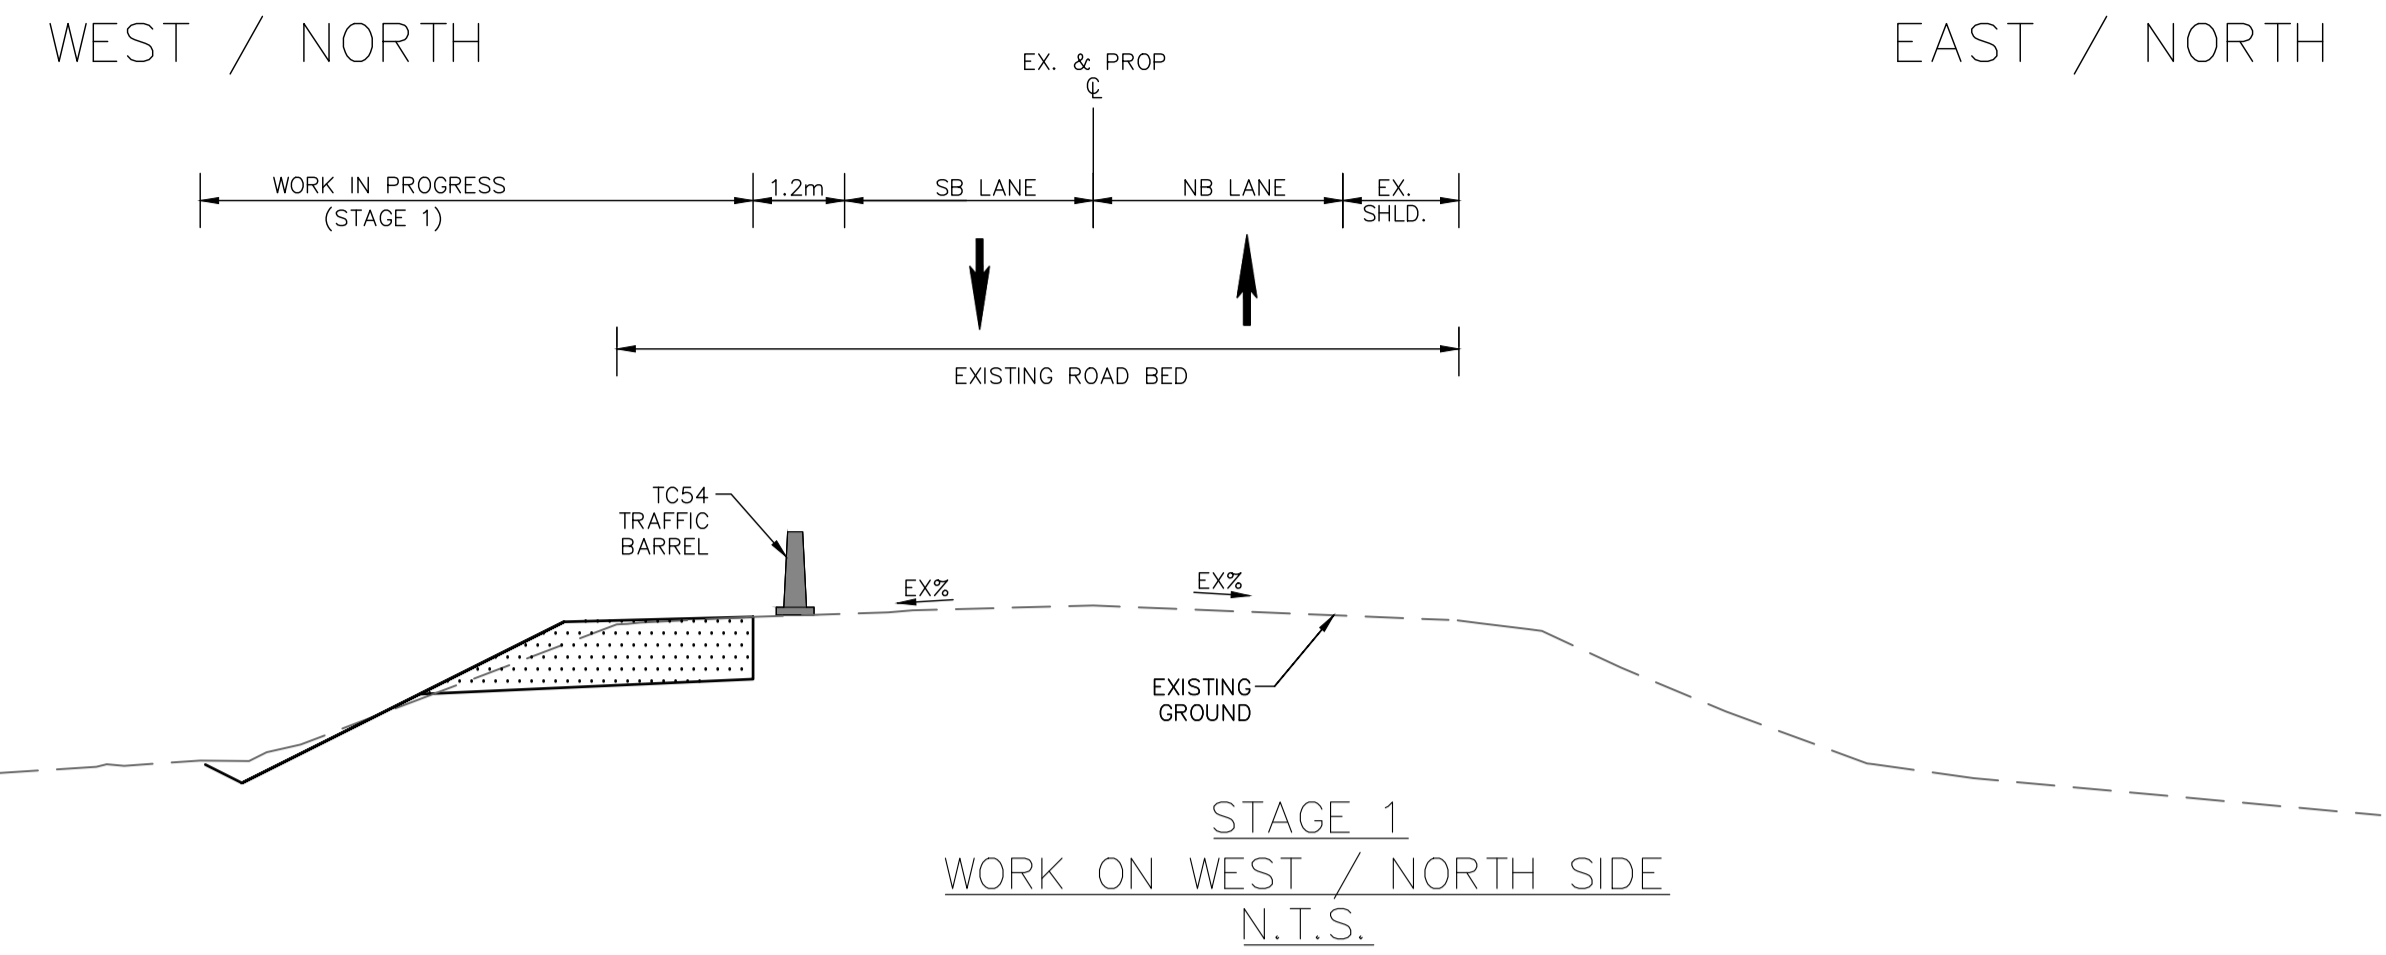 WEST / NORTH
EAST / NORTH
EX. & PROP
℄
WORK IN PROGRESS
(STAGE 1)
1.2m
SB LANE
NB LANE
EX.
SHLD.
EXISTING ROAD BED
TC54
TRAFFIC
BARREL
EX%
EX%
EXISTING
GROUND
STAGE 1
WORK ON WEST / NORTH SIDE
N.T.S.